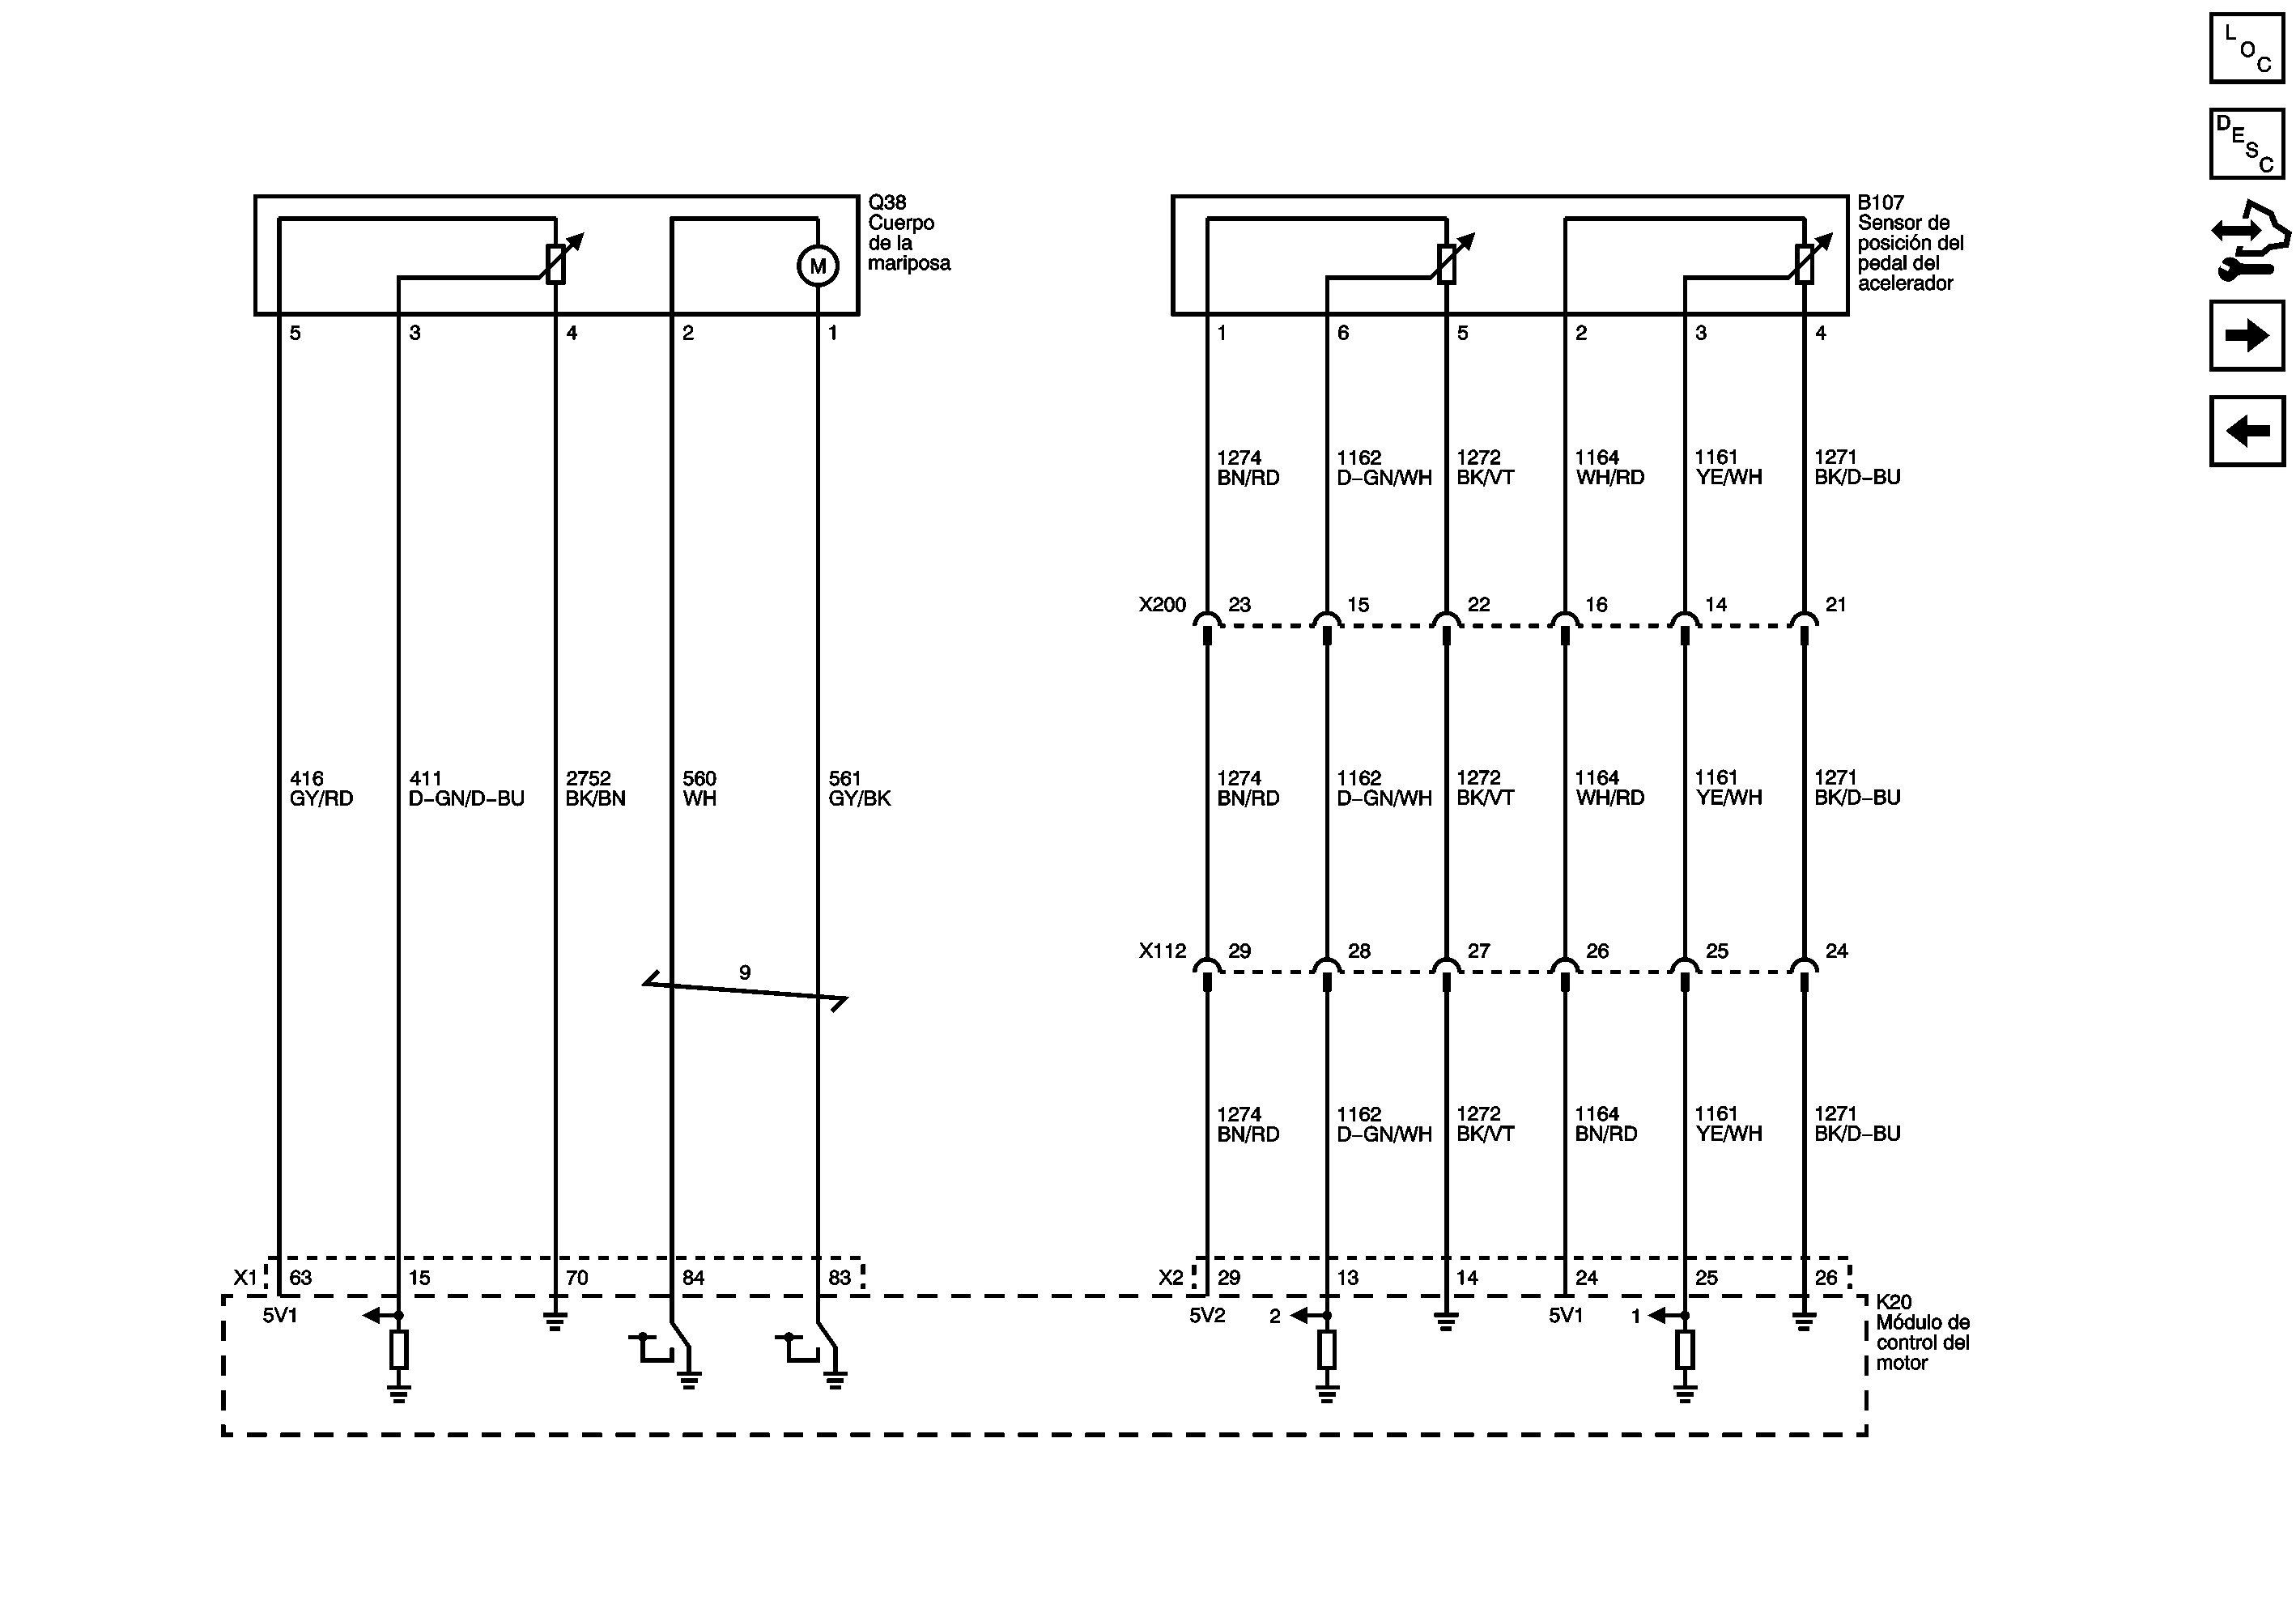 L
O
C
D
E
S
C
Q38
Cuerpo
de la
mariposa
M
5 3 4 2 1
B107
Sensor de
posición del
pedal del
acelerador
1 6 5 2 3 4
1274 1162 1272 1164 1161 1271
BN/RD D-GN/WH BK/VT WH/RD YE/WH BK/D-BU
X200 23 15 22 16 14 21
416 411 2752 560 561
GY/RD D-GN/D-BU BK/BN WH GY/BK
1274 1162 1272 1164 1161 1271
BN/RD D-GN/WH BK/VT WH/RD YE/WH BK/D-BU
X112 29 28 27 26 25 24
9
1274 1162 1272 1164 1161 1271
BN/RD D-GN/WH BK/VT BN/RD YE/WH BK/D-BU
X1 63 15 70 84 83
X2 29 13 14 24 25 26
5V1
5V2 2 5V1 1
K20
Módulo de
control del
motor